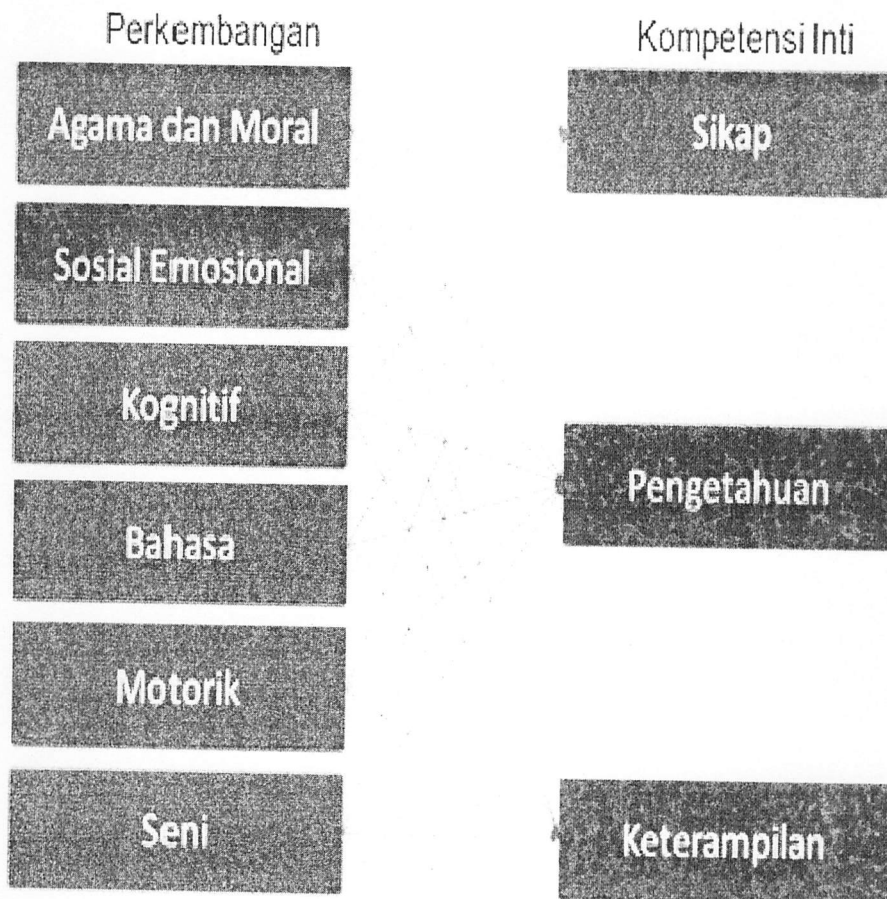 Perkembangan
Agama dan Moral
Sosial Emosional
Kognitif
Bahasa
Motorik
Seni
Kompetensi Inti
Sikap
Pengetahuan
Keterampilan